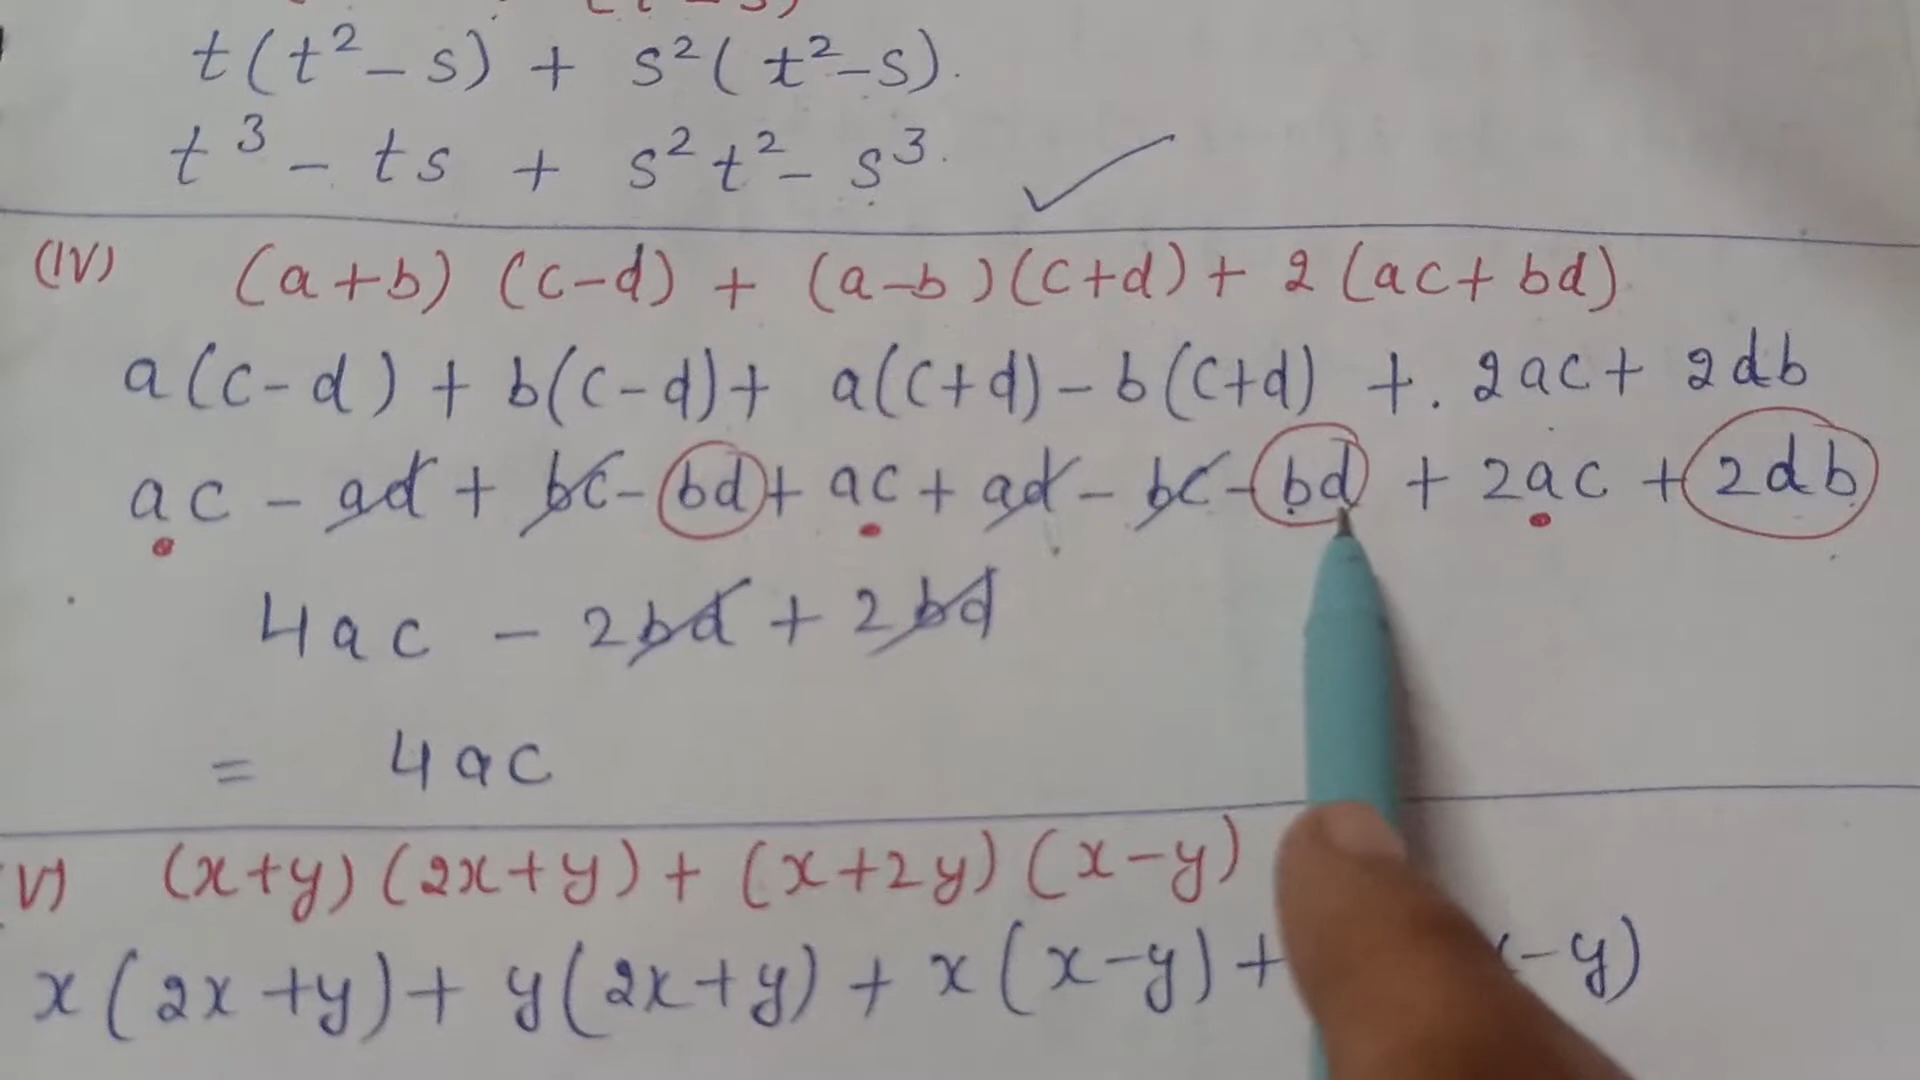 t(t² - s) + s²(t² - s).
t³ - ts + s²t² - s³.
(IV) (a+b) (c-d) + (a-b)(c+d) + 2(ac+bd)
a(c-d) + b(c-d) + a(c+d) - b(c+d) +. 2ac + 2db
ac - ad + bc - bd + ac + ad - bc - bd + 2ac + 2db
4ac - 2bd + 2bd
= 4ac
V) (x+y)(2x+y) + (x+2y)(x-y)
x(2x+y) + y(2x+y) + x(x-y) + -y)